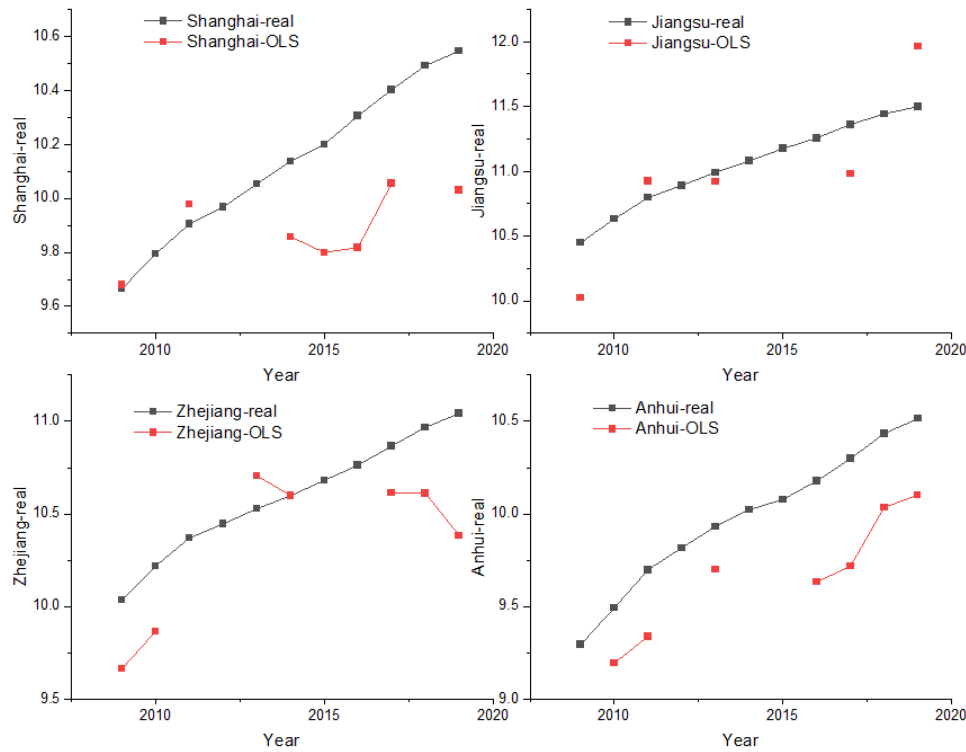 Shanghai-real
Shanghai-OLS
10.6
10.4
10.2
10.0
9.8
9.6
Shanghai-real
2010
2015
2020
Year
Jiangsu-real
Jiangsu-OLS
12.0
11.5
11.0
10.5
10.0
Jiangsu-real
2010
2015
2020
Year
Zhejiang-real
Zhejiang-OLS
11.0
10.5
10.0
9.5
Zhejiang-real
2010
2015
2020
Year
Anhui-real
Anhui-OLS
10.5
10.0
9.5
9.0
Anhui-real
2010
2015
2020
Year